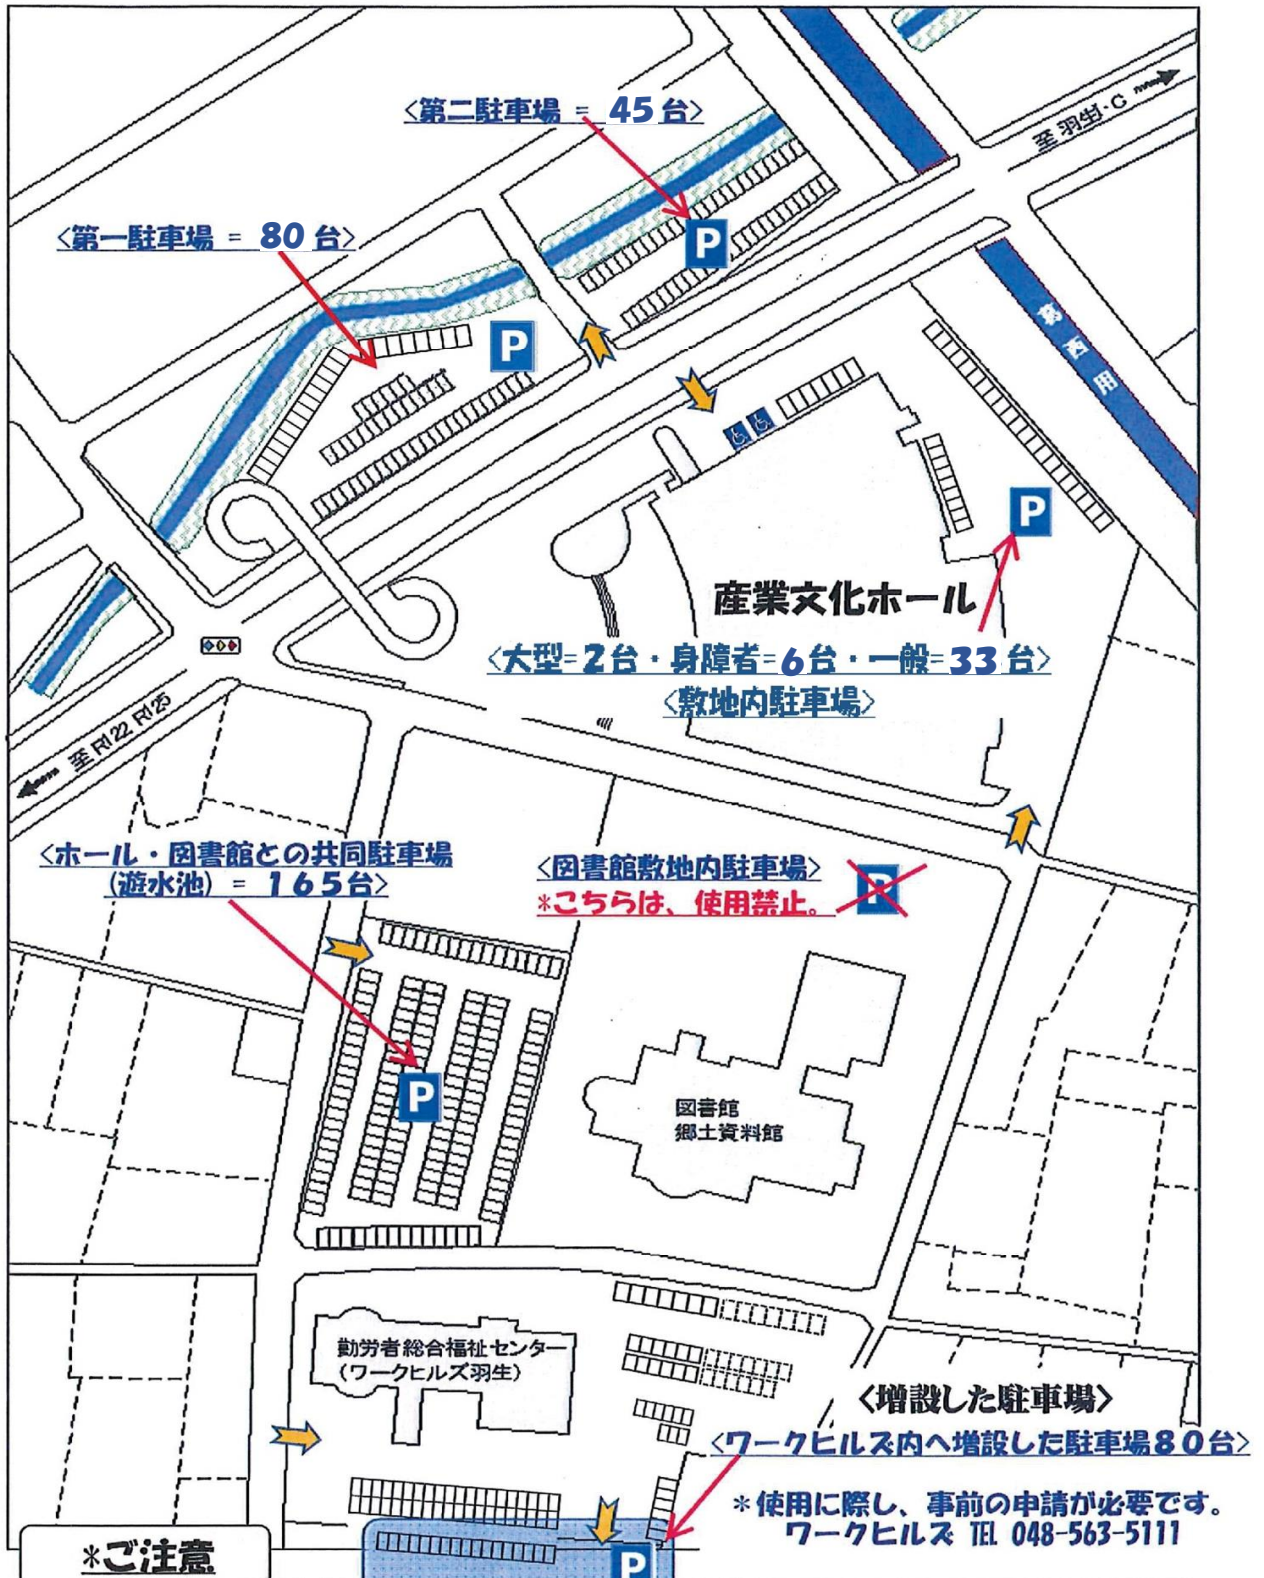 <第二駐車場 = 45台>
至 羽生I・C
<第一駐車場 = 80台>
P
P
葛西用
P
産業文化ホール
<大型=2台・身障者=6台・一般=33台>
<敷地内駐車場>
至 R122 R125
<ホール・図書館との共同駐車場
(遊水池) = 165台>
<図書館敷地内駐車場>
*こちらは、使用禁止。
P
P
図書館
郷土資料館
勤労者総合福祉センター
(ワークヒルズ羽生)
<増設した駐車場>
<ワークヒルズ内へ増設した駐車場80台>
*使用に際し、事前の申請が必要です。
ワークヒルズ TEL 048-563-5111
*ご注意
P